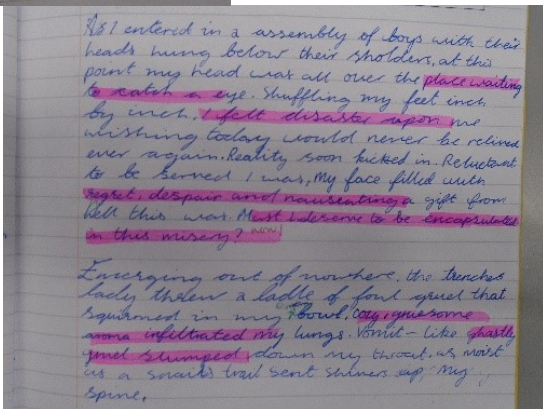 As I entered in a assembly of boys with their
heads hung below their sholders, at this
point my head was all over the place waiting
to catch a eye. Shuffling my feet inch
by inch. I felt disaster upon me
wishing today would never be relived
ever again. Reality soon kicked in. Reluctant
to be served I was, My face filled with
regret, despair and nauseating a gift from
hell this was. Must I deserve to be encapsulated
in this misery? WOW!
Emerging out of nowhere, the trenches
lady threw a ladle of foul gruel that
squirmed in my bowl, gruesome
infiltrated my lungs. Vomit-like ghastly
gruel slumped down my throat. as moist
as a snails trail sent shivers up my
spine.